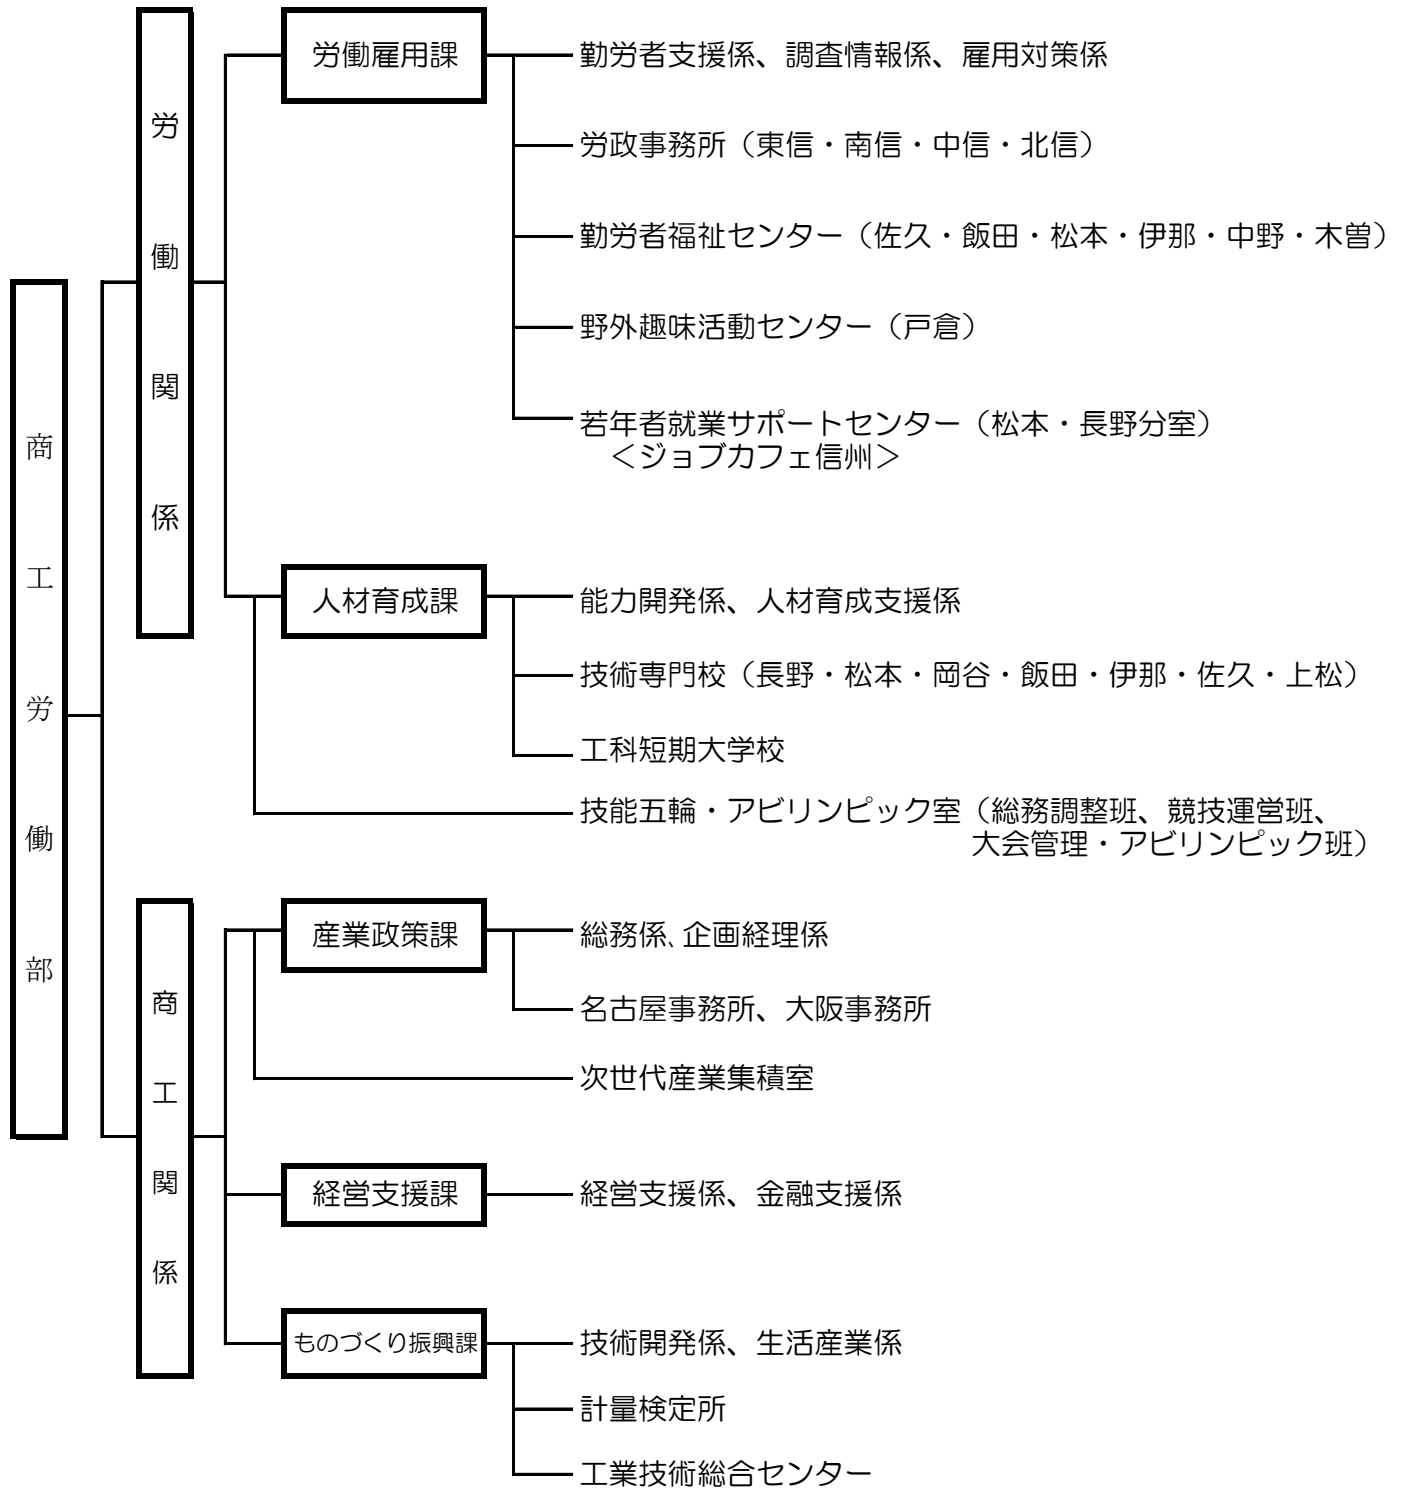 商工労働部
労働関係
労働雇用課
勤労者支援係、調査情報係、雇用対策係
労政事務所（東信・南信・中信・北信）
勤労者福祉センター（佐久・飯田・松本・伊那・中野・木曽）
野外趣味活動センター（戸倉）
若年者就業サポートセンター（松本・長野分室）
＜ジョブカフェ信州＞
人材育成課
能力開発係、人材育成支援係
技術専門校（長野・松本・岡谷・飯田・伊那・佐久・上松）
工科短期大学校
技能五輪・アビリンピック室（総務調整班、競技運営班、
大会管理・アビリンピック班）
商工関係
産業政策課
総務係、企画経理係
名古屋事務所、大阪事務所
次世代産業集積室
経営支援課
経営支援係、金融支援係
ものづくり振興課
技術開発係、生活産業係
計量検定所
工業技術総合センター